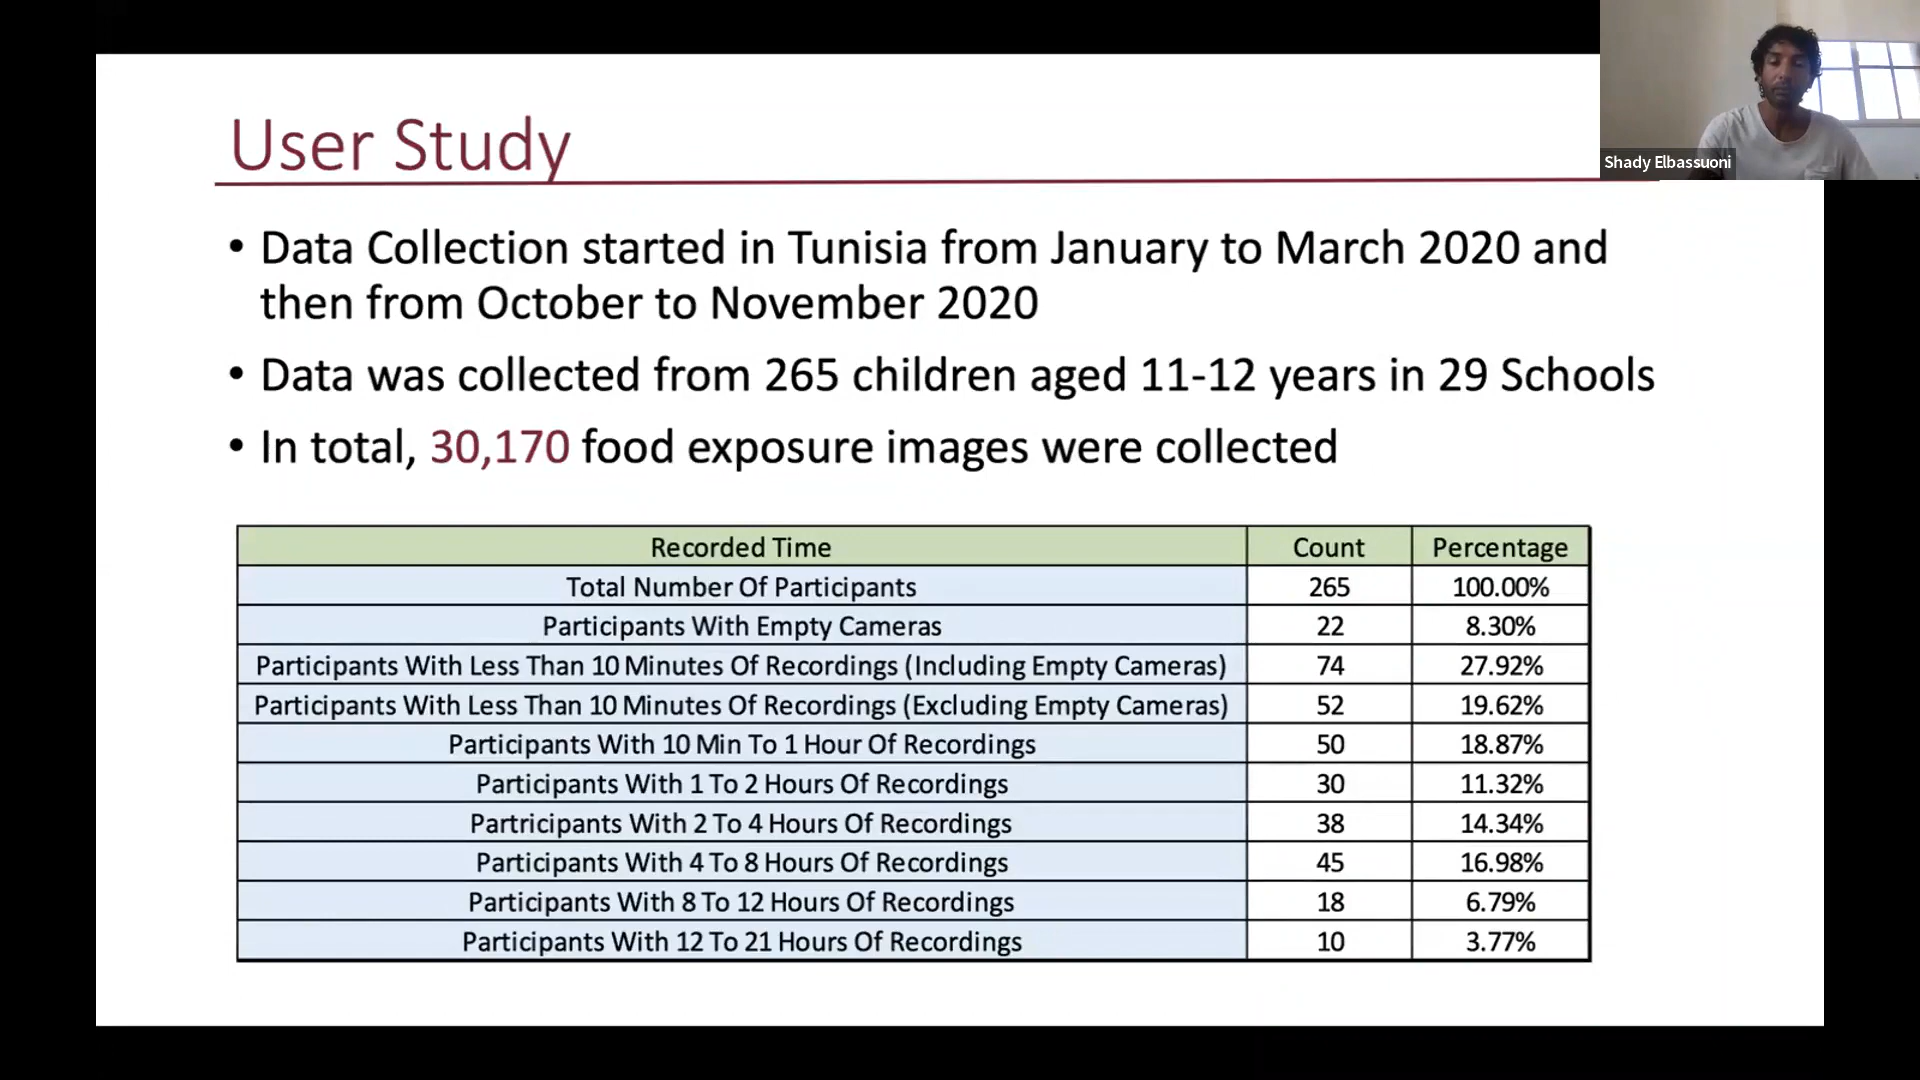 User Study
Shady Elbassuoni
• Data Collection started in Tunisia from January to March 2020 and
then from October to November 2020
• Data was collected from 265 children aged 11-12 years in 29 Schools
• In total, 30,170 food exposure images were collected
Recorded Time Count Percentage
Total Number Of Participants 265 100.00%
Participants With Empty Cameras 22 8.30%
Participants With Less Than 10 Minutes Of Recordings (Including Empty Cameras) 74 27.92%
Participants With Less Than 10 Minutes Of Recordings (Excluding Empty Cameras) 52 19.62%
Participants With 10 Min To 1 Hour Of Recordings 50 18.87%
Participants With 1 To 2 Hours Of Recordings 30 11.32%
Partricipants With 2 To 4 Hours Of Recordings 38 14.34%
Participants With 4 To 8 Hours Of Recordings 45 16.98%
Participants With 8 To 12 Hours Of Recordings 18 6.79%
Participants With 12 To 21 Hours Of Recordings 10 3.77%